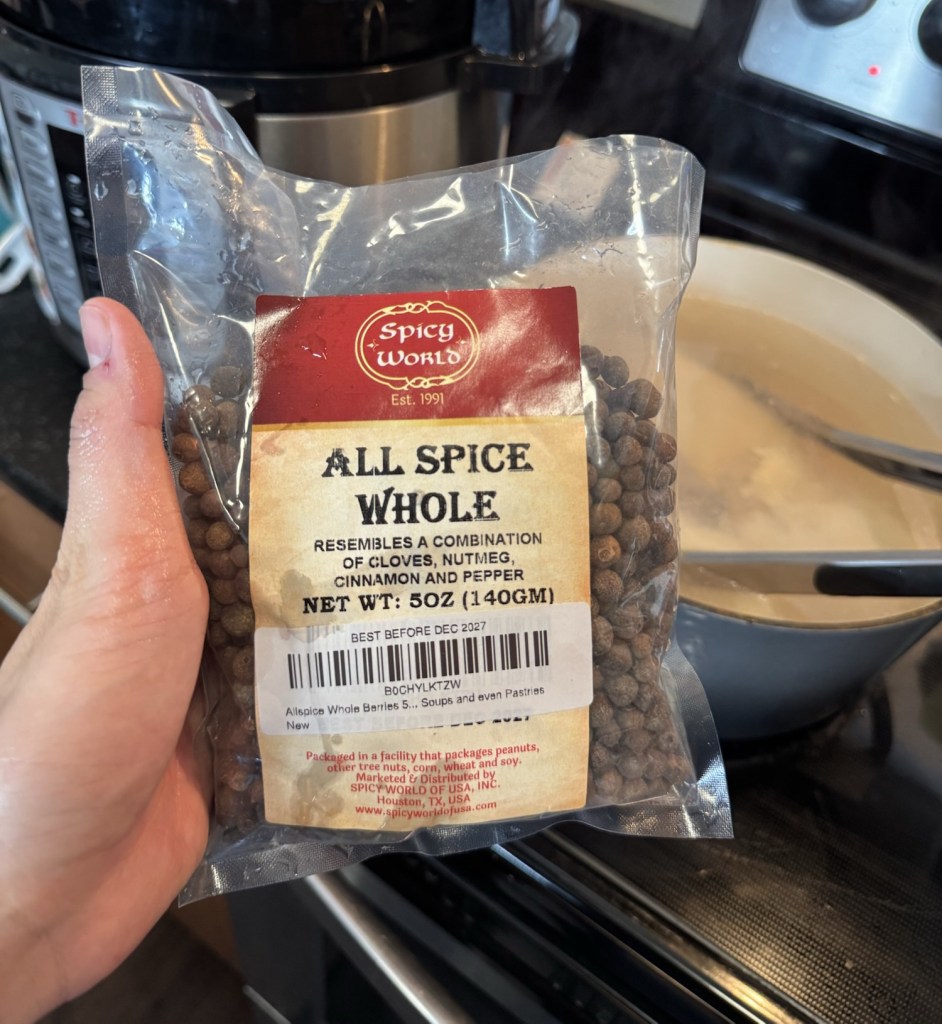 Spicy
World
Est. 1991
ALL SPICE
WHOLE
RESEMBLES A COMBINATION
OF CLOVES, NUTMEG,
CINNAMON AND PEPPER
NET WT: 5OZ (140GM)
BEST BEFORE DEC 2027
B0CHYLKTZW
Allspice Whole Berries 5... Soups and even Pastries
New
DEC 2027
Packaged in a facility that packages peanuts,
other tree nuts, corn, wheat and soy.
Marketed & Distributed by
SPICY WORLD OF USA, INC.
Houston, TX, USA
www.spicyworldofusa.com